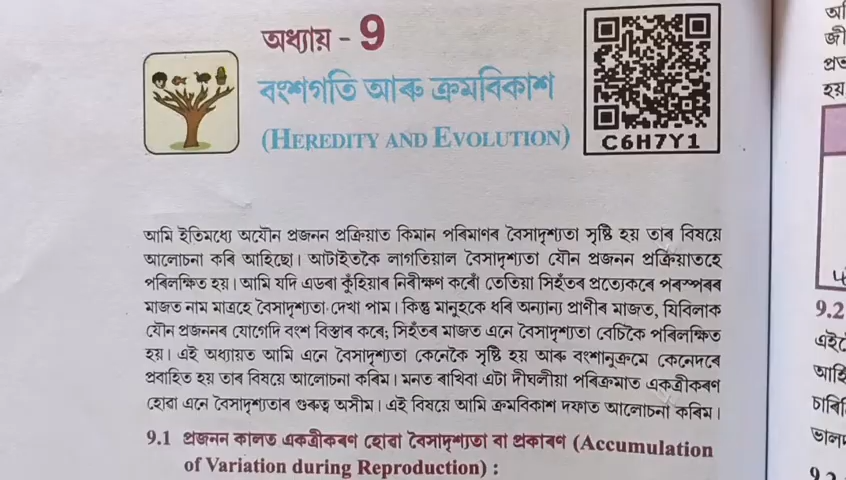 অধ্যায় - 9
বংশগতি আৰু ক্ৰমবিকাশ
(HEREDITY AND EVOLUTION)
C6H7Y1
আমি ইতিমধ্যে অযৌন প্ৰজনন প্ৰক্ৰিয়াত কিমান পৰিমাণৰ বৈসাদৃশ্যতা সৃষ্টি হয় তাৰ বিষয়ে
আলোচনা কৰি আহিছো। আটাইতকৈ লাগতিয়াল বৈসাদৃশ্যতা যৌন প্ৰজনন প্ৰক্ৰিয়াতহে
পৰিলক্ষিত হয়। আমি যদি এডৰা কুঁহিয়াৰ নিৰীক্ষণ কৰোঁ তেতিয়া সিহঁতৰ প্ৰত্যেকৰে পৰস্পৰৰ
মাজত নাম মাত্ৰহে বৈসাদৃশ্যতা দেখা পাম। কিন্তু মানুহকে ধৰি অন্যান্য প্ৰাণীৰ মাজত, যিবিলাক
যৌন প্ৰজননৰ যোগেদি বংশ বিস্তাৰ কৰে; সিহঁতৰ মাজত এনে বৈসাদৃশ্যতা বেচিকৈ পৰিলক্ষিত
হয়। এই অধ্যায়ত আমি এনে বৈসাদৃশ্যতা কেনেকৈ সৃষ্টি হয় আৰু বংশানুক্ৰমে কেনেদৰে
প্ৰবাহিত হয় তাৰ বিষয়ে আলোচনা কৰিম। মনত ৰাখিবা এটা দীঘলীয়া পৰিক্ৰমাত একত্ৰীকৰণ
হোৱা এনে বৈসাদৃশ্যতাৰ গুৰুত্ব অসীম। এই বিষয়ে আমি ক্ৰমবিকাশ দফাত আলোচনা কৰিম।
9.1 প্ৰজনন কালত একত্ৰীকৰণ হোৱা বৈসাদৃশ্যতা বা প্ৰকাৰণ (Accumulation
of Variation during Reproduction) :
হয়
9.2